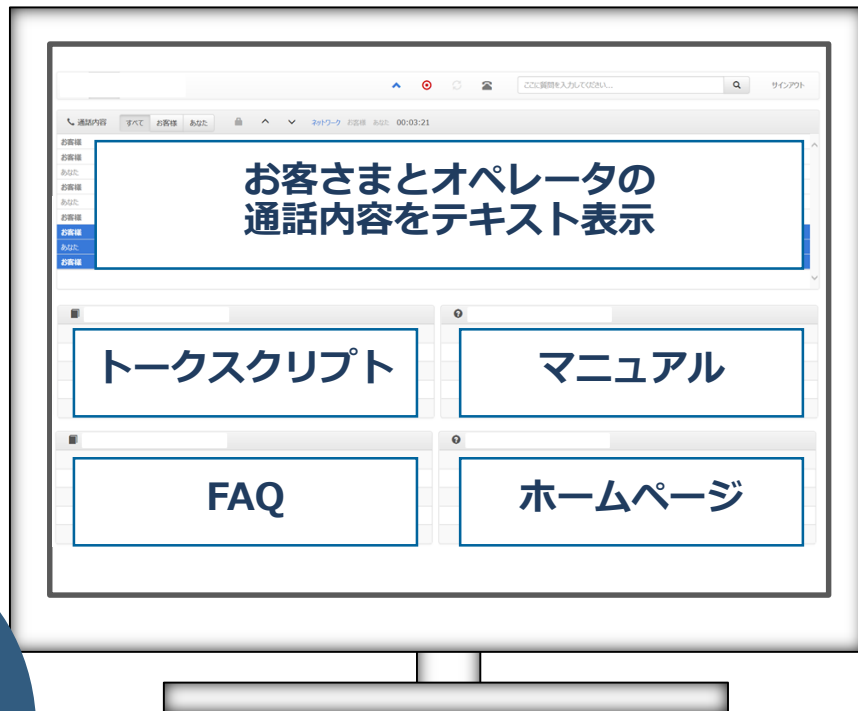 ここに質問を入力してください...
サインアウト
通話内容 すべて お客様 あなた ネットワーク お客様 あなた 00:03:21
お客様
お客様
あなた
お客様
あなた
お客様
お客様
あなた
お客様
お客さまとオペレータの
通話内容をテキスト表示
トークスクリプト
マニュアル
FAQ
ホームページ